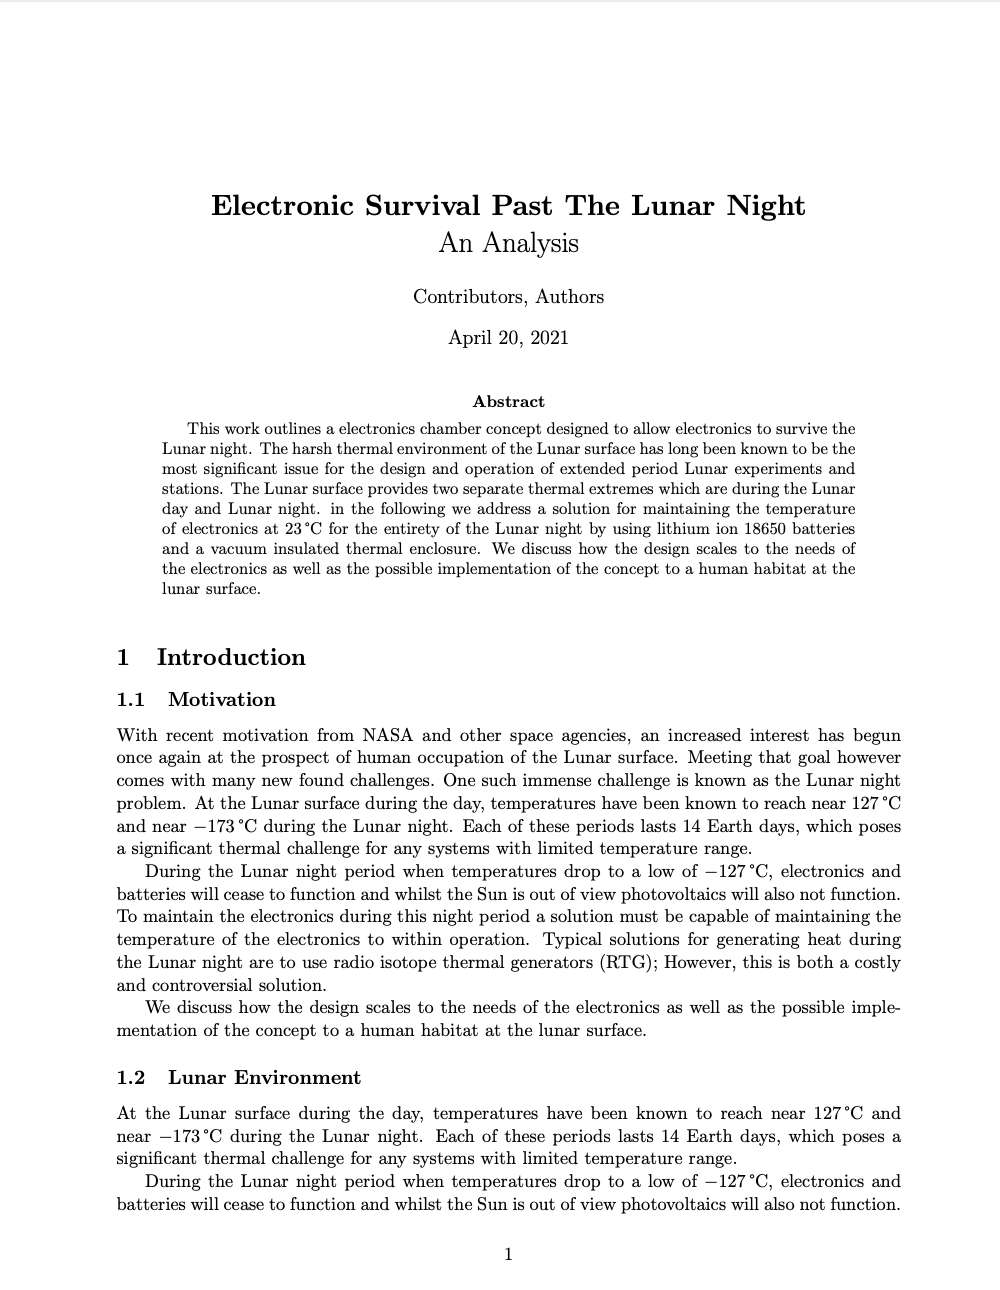 Electronic Survival Past The Lunar Night
An Analysis
Contributors, Authors
April 20, 2021
Abstract
This work outlines a electronics chamber concept designed to allow electronics to survive the
Lunar night. The harsh thermal environment of the Lunar surface has long been known to be the
most significant issue for the design and operation of extended period Lunar experiments and
stations. The Lunar surface provides two separate thermal extremes which are during the Lunar
day and Lunar night. in the following we address a solution for maintaining the temperature
of electronics at 23 °C for the entirety of the Lunar night by using lithium ion 18650 batteries
and a vacuum insulated thermal enclosure. We discuss how the design scales to the needs of
the electronics as well as the possible implementation of the concept to a human habitat at the
lunar surface.
1 Introduction
1.1 Motivation
With recent motivation from NASA and other space agencies, an increased interest has begun
once again at the prospect of human occupation of the Lunar surface. Meeting that goal however
comes with many new found challenges. One such immense challenge is known as the Lunar night
problem. At the Lunar surface during the day, temperatures have been known to reach near 127 °C
and near −173 °C during the Lunar night. Each of these periods lasts 14 Earth days, which poses
a significant thermal challenge for any systems with limited temperature range.
During the Lunar night period when temperatures drop to a low of −127 °C, electronics and
batteries will cease to function and whilst the Sun is out of view photovoltaics will also not function.
To maintain the electronics during this night period a solution must be capable of maintaining the
temperature of the electronics to within operation. Typical solutions for generating heat during
the Lunar night are to use radio isotope thermal generators (RTG); However, this is both a costly
and controversial solution.
We discuss how the design scales to the needs of the electronics as well as the possible imple-
mentation of the concept to a human habitat at the lunar surface.
1.2 Lunar Environment
At the Lunar surface during the day, temperatures have been known to reach near 127 °C and
near −173 °C during the Lunar night. Each of these periods lasts 14 Earth days, which poses a
significant thermal challenge for any systems with limited temperature range.
During the Lunar night period when temperatures drop to a low of −127 °C, electronics and
batteries will cease to function and whilst the Sun is out of view photovoltaics will also not function.
1